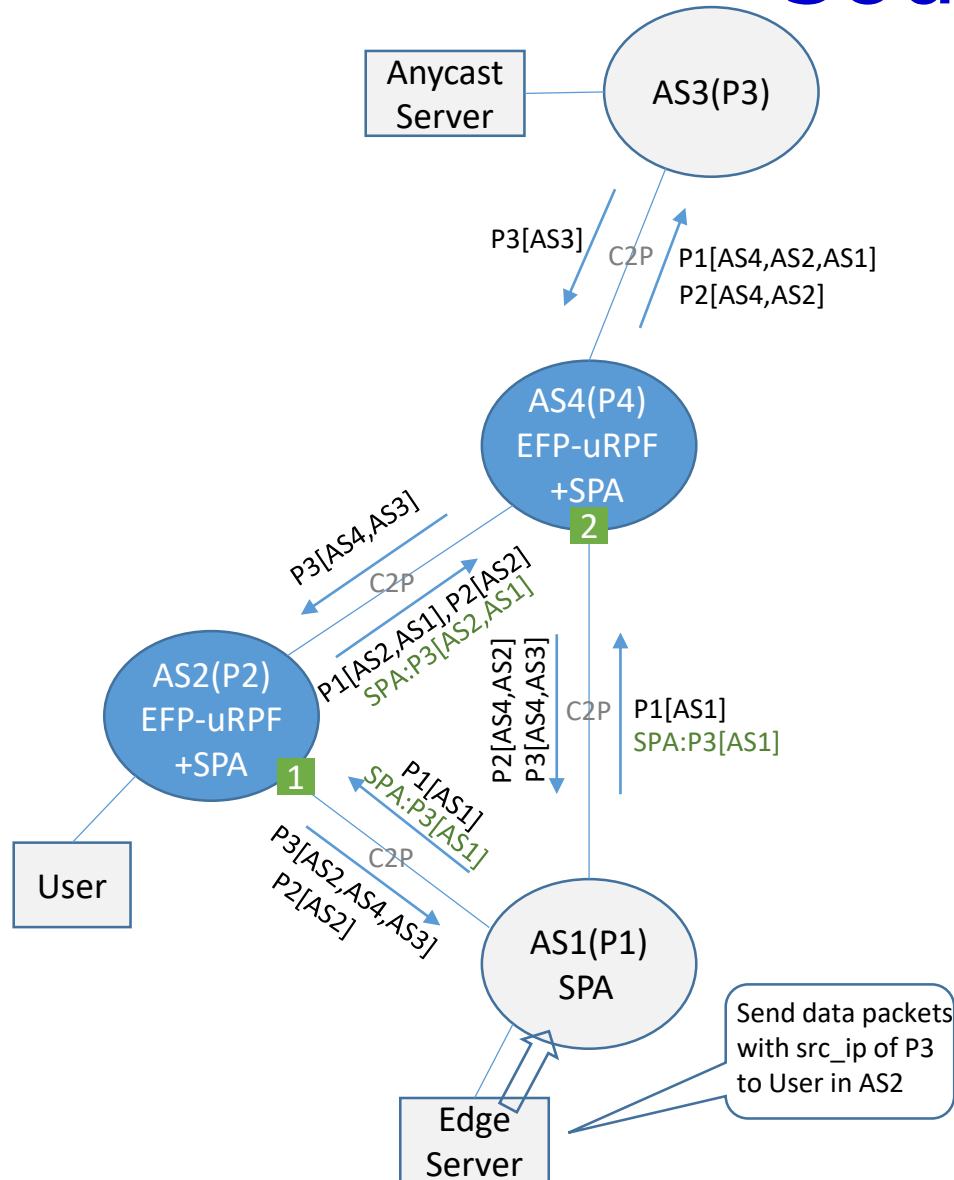 Anycast
Server
AS3(P3)
P3[AS3]
C2P
P1[AS4,AS2,AS1]
P2[AS4,AS2]
AS4(P4)
EFP-uRPF
+SPA
2
P3[AS4,AS3]
C2P
P1[AS2,AS1],P2[AS2]
SPA:P3[AS2,AS1]
AS2(P2)
EFP-uRPF
+SPA
1
P2[AS4,AS2]
P3[AS4,AS3]
C2P
P1[AS1]
SPA:P3[AS1]
P1[AS1]
SPA:P3[AS1]
C2P
P3[AS2,AS4,AS3]
P2[AS2]
User
AS1(P1)
SPA
Send data packets
with src_ip of P3
to User in AS2
Edge
Server